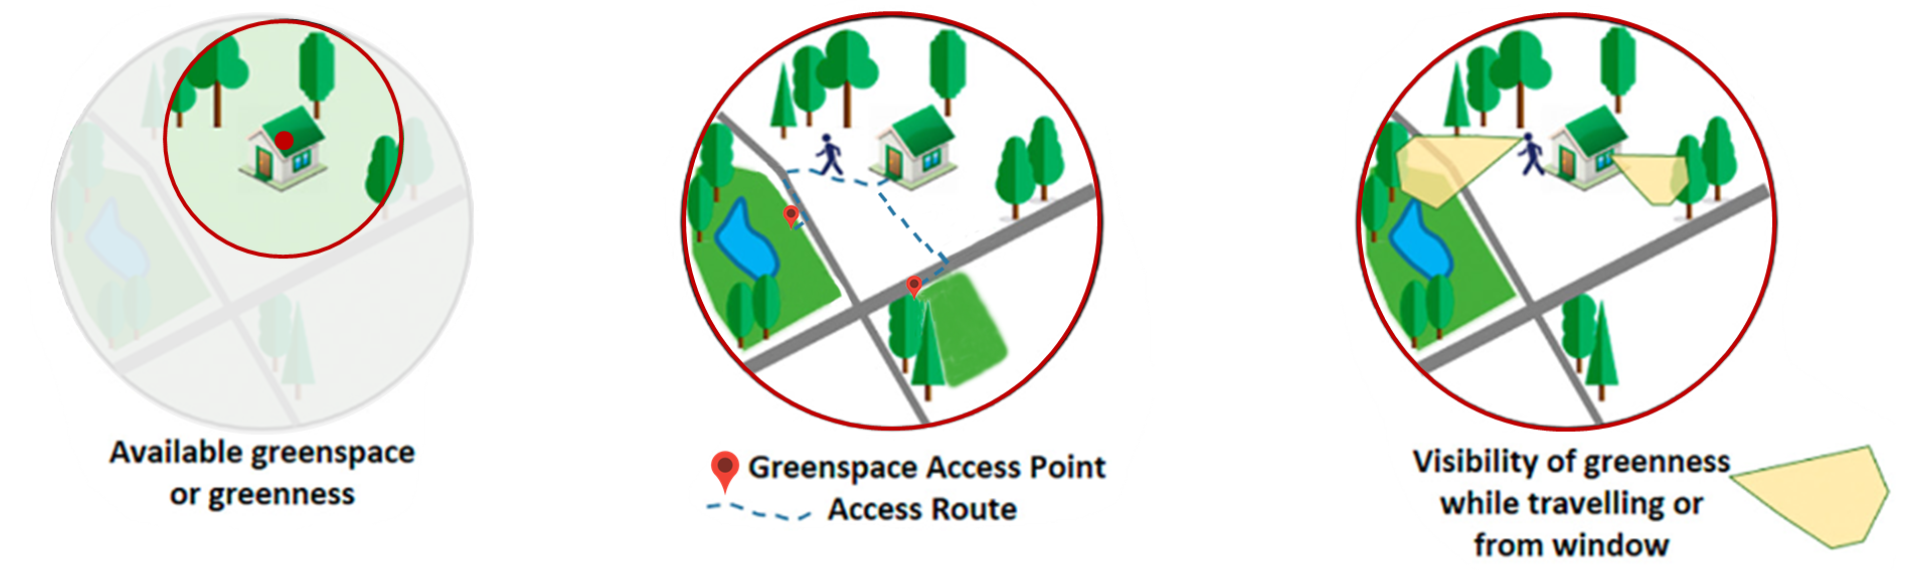 Available greenspace
or greenness
Greenspace Access Point
Access Route
Visibility of greenness
while travelling or
from window